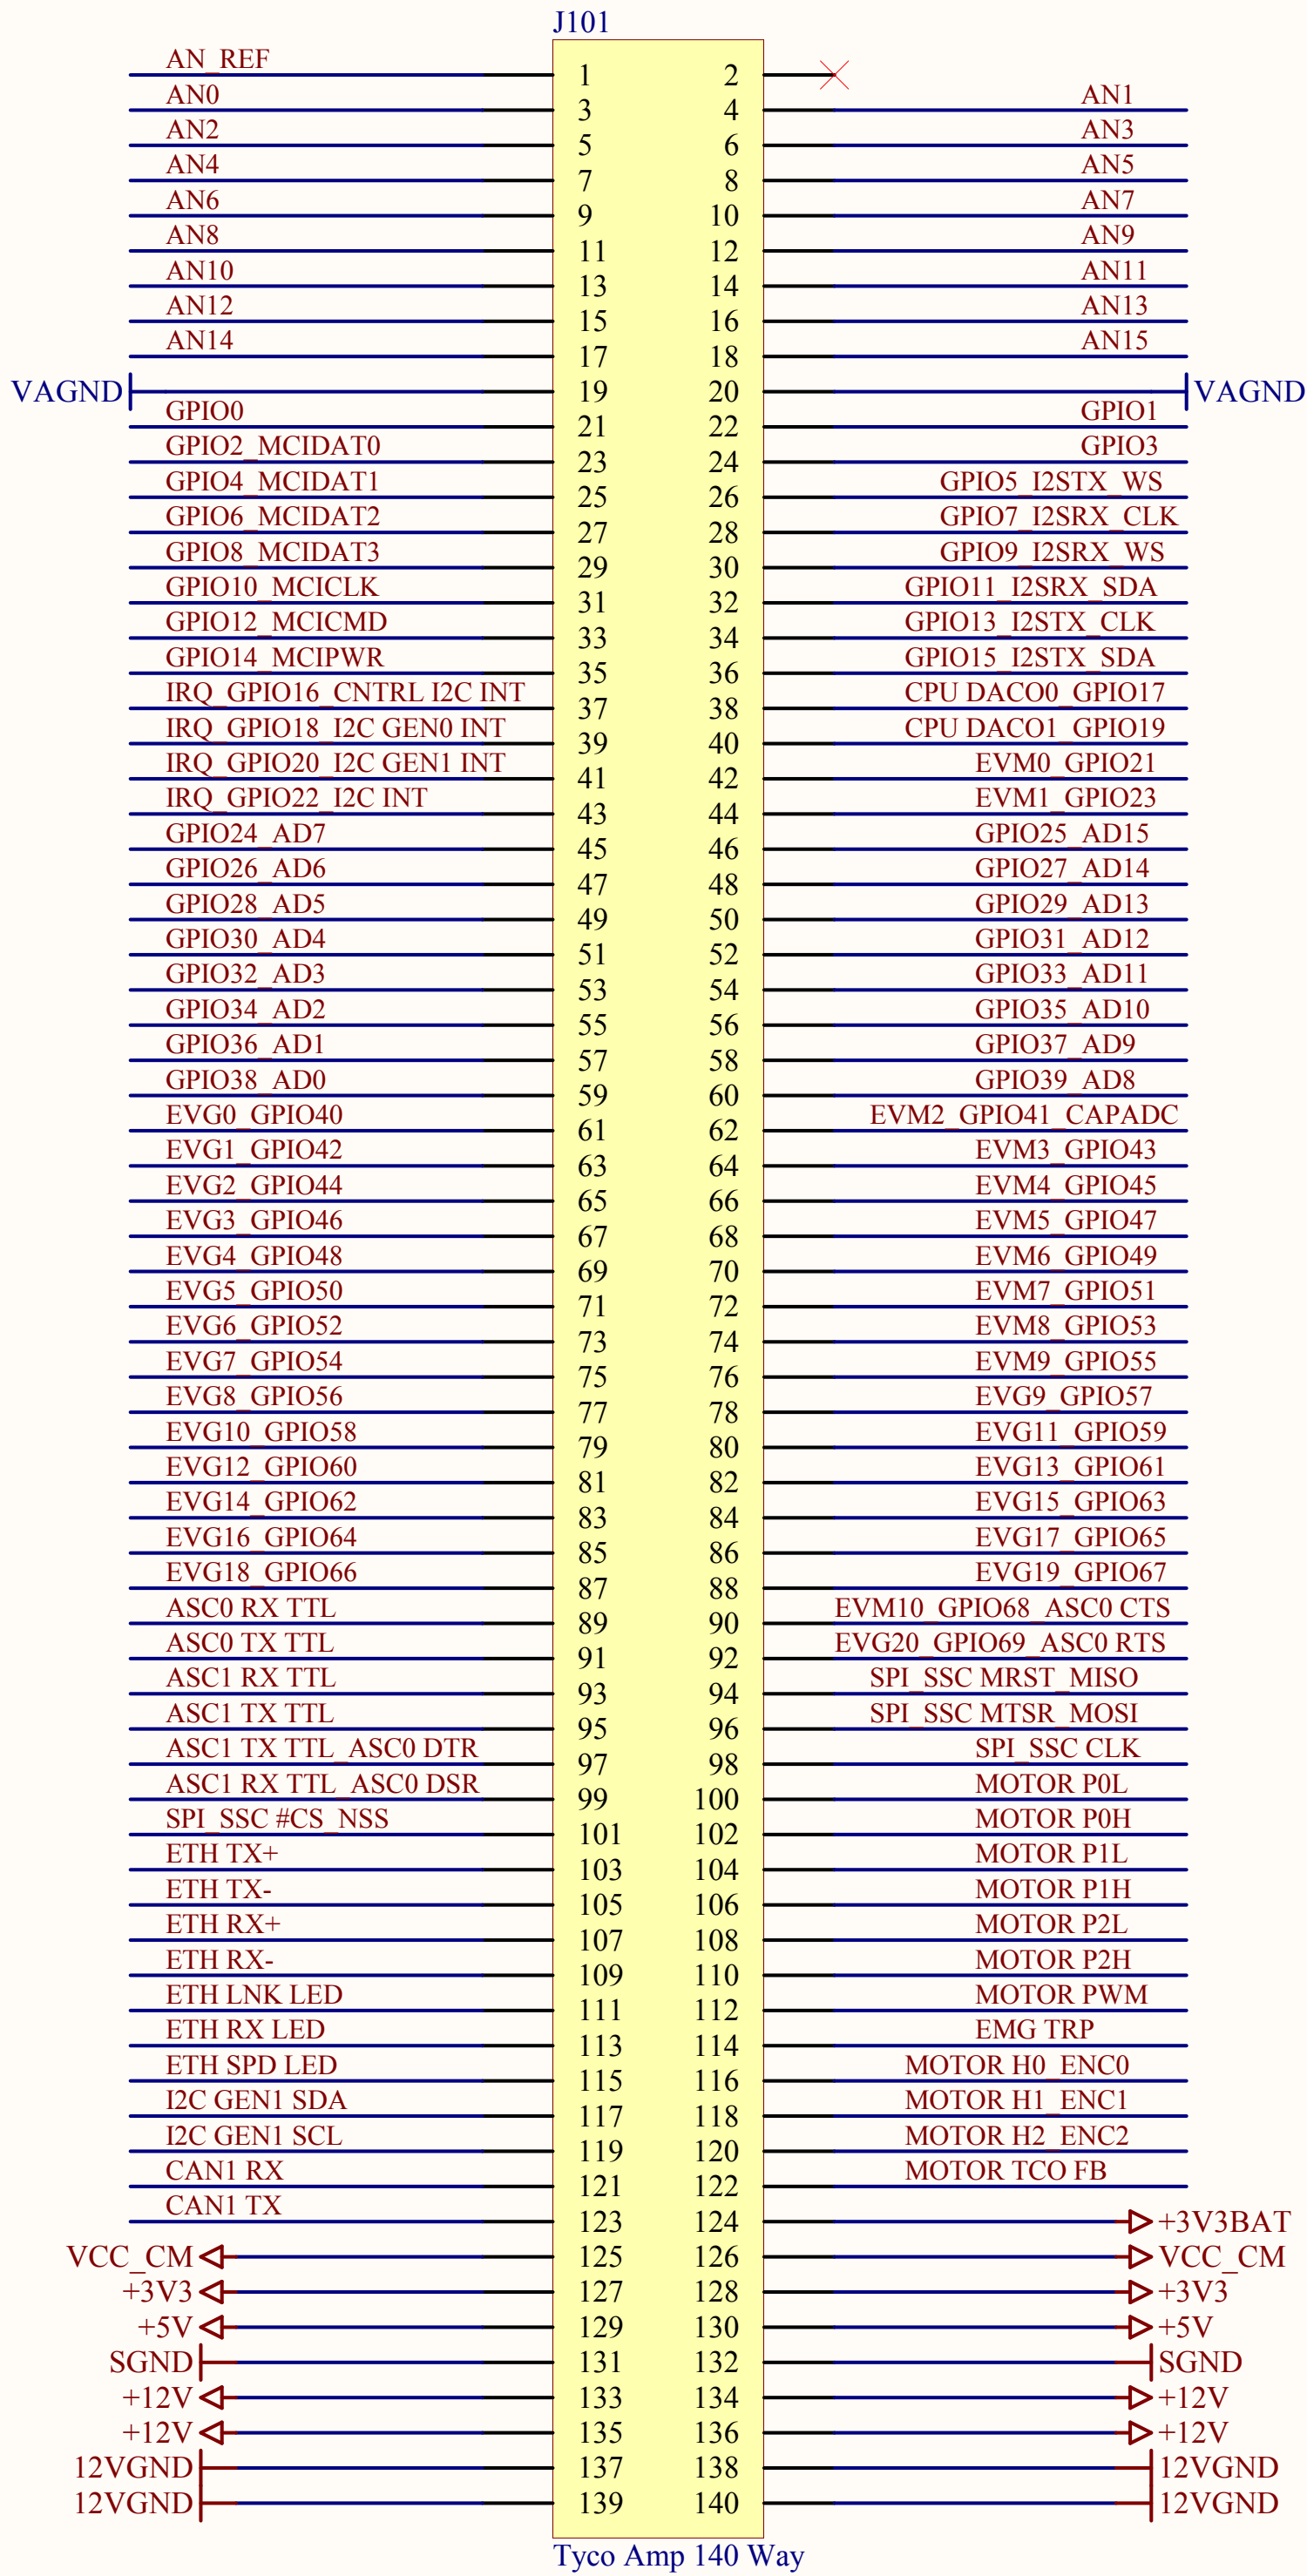 J101
AN_REF 1 2
AN0 3 4 AN1
AN2 5 6 AN3
AN4 7 8 AN5
AN6 9 10 AN7
AN8 11 12 AN9
AN10 13 14 AN11
AN12 15 16 AN13
AN14 17 18 AN15
VAGND 19 20 VAGND
GPIO0 21 22 GPIO1
GPIO2_MCIDAT0 23 24 GPIO3
GPIO4_MCIDAT1 25 26 GPIO5_I2STX_WS
GPIO6_MCIDAT2 27 28 GPIO7_I2SRX_CLK
GPIO8_MCIDAT3 29 30 GPIO9_I2SRX_WS
GPIO10_MCICLK 31 32 GPIO11_I2SRX_SDA
GPIO12_MCICMD 33 34 GPIO13_I2STX_CLK
GPIO14_MCIPWR 35 36 GPIO15_I2STX_SDA
IRQ_GPIO16_CNTRL I2C INT 37 38 CPU DACO0_GPIO17
IRQ_GPIO18_I2C GEN0 INT 39 40 CPU DACO1_GPIO19
IRQ_GPIO20_I2C GEN1 INT 41 42 EVM0_GPIO21
IRQ_GPIO22_I2C INT 43 44 EVM1_GPIO23
GPIO24_AD7 45 46 GPIO25_AD15
GPIO26_AD6 47 48 GPIO27_AD14
GPIO28_AD5 49 50 GPIO29_AD13
GPIO30_AD4 51 52 GPIO31_AD12
GPIO32_AD3 53 54 GPIO33_AD11
GPIO34_AD2 55 56 GPIO35_AD10
GPIO36_AD1 57 58 GPIO37_AD9
GPIO38_AD0 59 60 GPIO39_AD8
EVG0_GPIO40 61 62 EVM2_GPIO41_CAPADC
EVG1_GPIO42 63 64 EVM3_GPIO43
EVG2_GPIO44 65 66 EVM4_GPIO45
EVG3_GPIO46 67 68 EVM5_GPIO47
EVG4_GPIO48 69 70 EVM6_GPIO49
EVG5_GPIO50 71 72 EVM7_GPIO51
EVG6_GPIO52 73 74 EVM8_GPIO53
EVG7_GPIO54 75 76 EVM9_GPIO55
EVG8_GPIO56 77 78 EVG9_GPIO57
EVG10_GPIO58 79 80 EVG11_GPIO59
EVG12_GPIO60 81 82 EVG13_GPIO61
EVG14_GPIO62 83 84 EVG15_GPIO63
EVG16_GPIO64 85 86 EVG17_GPIO65
EVG18_GPIO66 87 88 EVG19_GPIO67
ASC0 RX TTL 89 90 EVM10_GPIO68_ASC0 CTS
ASC0 TX TTL 91 92 EVG20_GPIO69_ASC0 RTS
ASC1 RX TTL 93 94 SPI_SSC MRST_MISO
ASC1 TX TTL 95 96 SPI_SSC MTSR_MOSI
ASC1 TX TTL_ASC0 DTR 97 98 SPI_SSC CLK
ASC1 RX TTL_ASC0 DSR 99 100 MOTOR P0L
SPI_SSC #CS_NSS 101 102 MOTOR P0H
ETH TX+ 103 104 MOTOR P1L
ETH TX- 105 106 MOTOR P1H
ETH RX+ 107 108 MOTOR P2L
ETH RX- 109 110 MOTOR P2H
ETH LNK LED 111 112 MOTOR PWM
ETH RX LED 113 114 EMG TRP
ETH SPD LED 115 116 MOTOR H0_ENC0
I2C GEN1 SDA 117 118 MOTOR H1_ENC1
I2C GEN1 SCL 119 120 MOTOR H2_ENC2
CAN1 RX 121 122 MOTOR TCO FB
CAN1 TX 123 124 +3V3BAT
VCC_CM 125 126 VCC_CM
+3V3 127 128 +3V3
+5V 129 130 +5V
SGND 131 132 SGND
+12V 133 134 +12V
+12V 135 136 +12V
12VGND 137 138 12VGND
12VGND 139 140 12VGND
Tyco Amp 140 Way